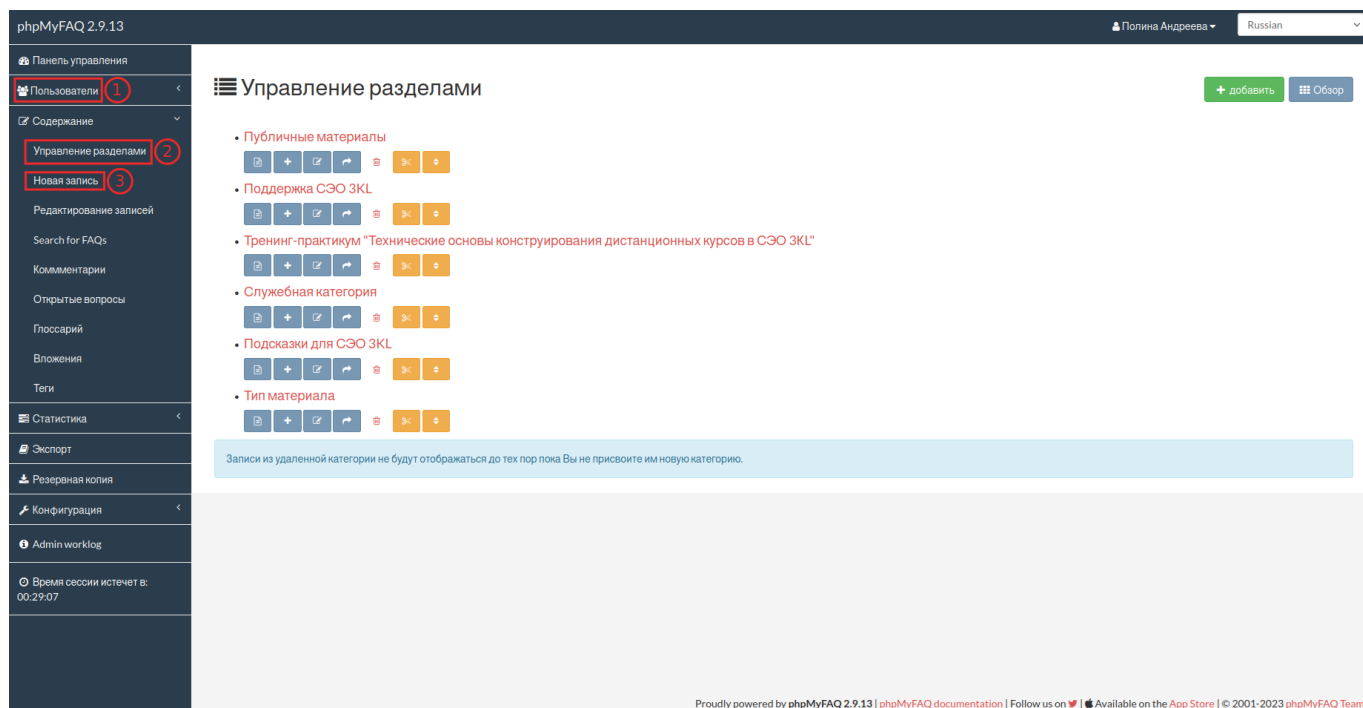 phpMyFAQ 2.9.13
Полина Андреева
Russian
Панель управления
Пользователи 1
Содержание
Управление разделами 2
Новая запись 3
Редактирование записей
Search for FAQs
Коммментарии
Открытые вопросы
Глоссарий
Вложения
Теги
Статистика
Экспорт
Резервная копия
Конфигурация
Admin worklog
Время сессии истечет в:
00:29:07
Управление разделами
добавить
Обзор
Публичные материалы
Поддержка СЭО 3KL
Тренинг-практикум "Технические основы конструирования дистанционных курсов в СЭО 3KL"
Служебная категория
Подсказки для СЭО 3KL
Тип материала
Записи из удаленной категории не будут отображаться до тех пор пока Вы не присвоите им новую категорию.
Proudly powered by phpMyFAQ 2.9.13 | phpMyFAQ documentation | Follow us on | Available on the App Store | © 2001-2023 phpMyFAQ Team